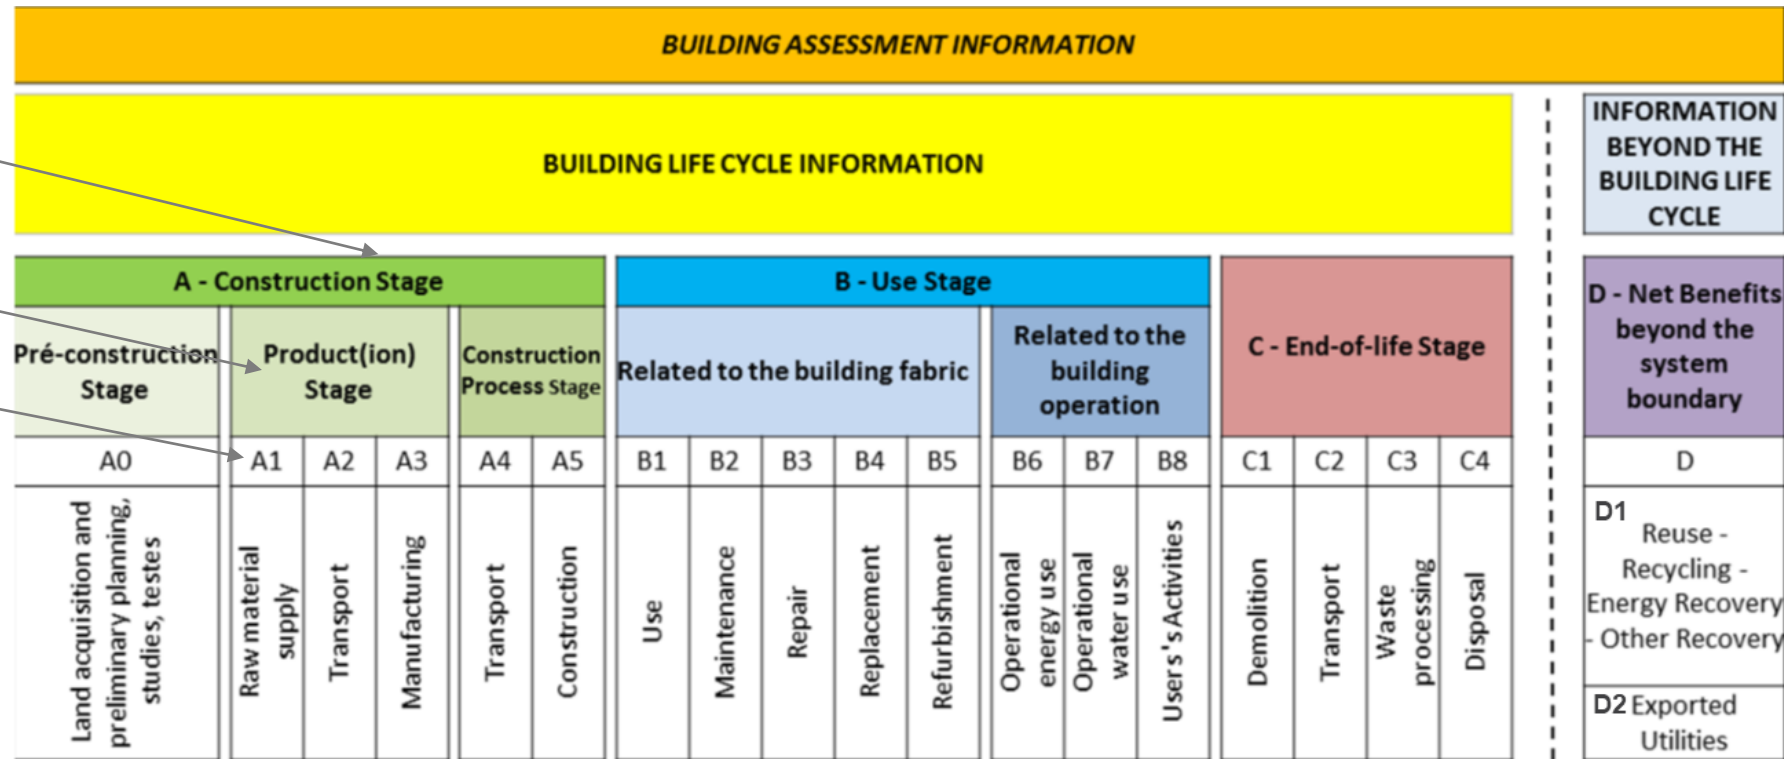 BUILDING ASSESSMENT INFORMATION
BUILDING LIFE CYCLE INFORMATION
INFORMATION
BEYOND THE
BUILDING LIFE
CYCLE
A - Construction Stage
B - Use Stage
C - End-of-life Stage
D - Net Benefits
beyond the
system
boundary
Pré-construction
Stage
Product(ion)
Stage
Construction
Process Stage
Related to the building fabric
Related to the
building
operation
A0
A1
A2
A3
A4
A5
B1
B2
B3
B4
B5
B6
B7
B8
C1
C2
C3
C4
D
Land acquisition and
preliminary planning,
studies, testes
Raw material
supply
Transport
Manufacturing
Transport
Construction
Use
Maintenance
Repair
Replacement
Refurbishment
Operational
energy use
Operational
water use
Users's Activities
Demolition
Transport
Waste
processing
Disposal
D1
Reuse -
Recycling -
Energy Recovery
- Other Recovery
D2 Exported
Utilities